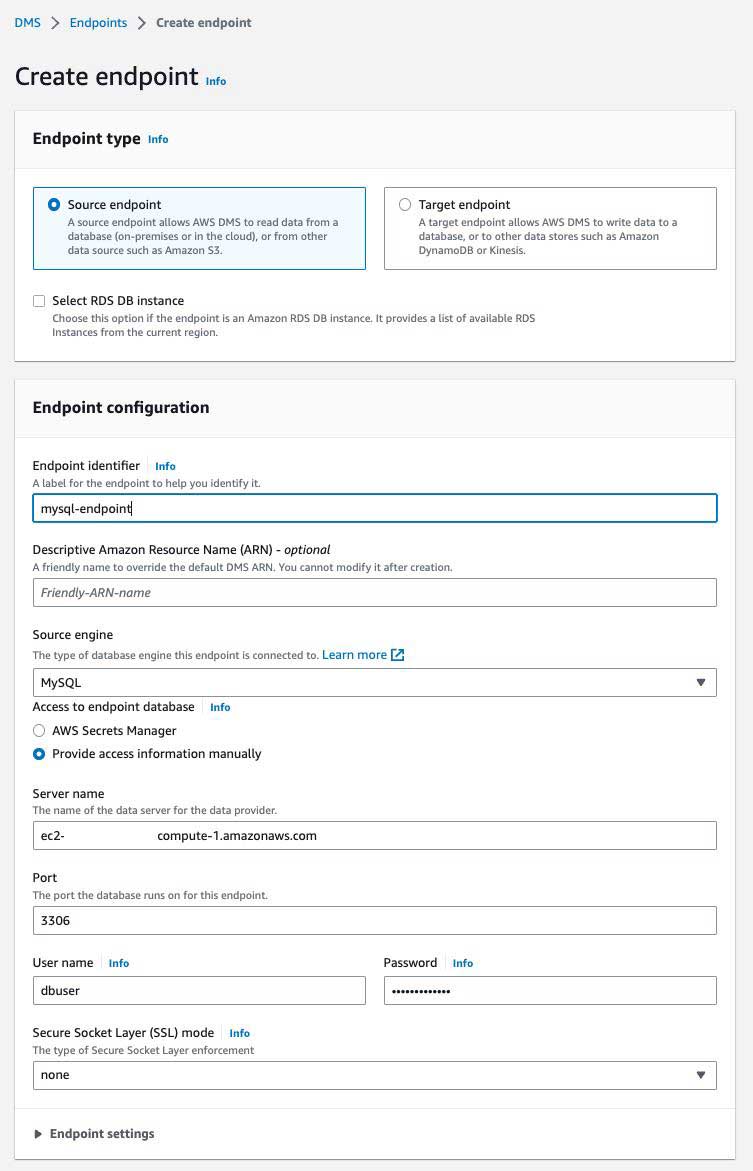 DMS > Endpoints > Create endpoint
Create endpoint Info
Endpoint type Info
Source endpoint
A source endpoint allows AWS DMS to read data from a
database (on-premises or in the cloud), or from other
data source such as Amazon S3.
Target endpoint
A target endpoint allows AWS DMS to write data to a
database, or to other data stores such as Amazon
DynamoDB or Kinesis.
Select RDS DB instance
Choose this option if the endpoint is an Amazon RDS DB instance. It provides a list of available RDS
Instances from the current region.
Endpoint configuration
Endpoint identifier Info
A label for the endpoint to help you identify it.
mysql-endpoint
Descriptive Amazon Resource Name (ARN) - optional
A friendly name to override the default DMS ARN. You cannot modify it after creation.
Friendly-ARN-name
Source engine
The type of database engine this endpoint is connected to. Learn more
MySQL
Access to endpoint database Info
AWS Secrets Manager
Provide access information manually
Server name
The name of the data server for the data provider.
ec2- compute-1.amazonaws.com
Port
The port the database runs on for this endpoint.
3306
User name Info
dbuser
Password Info
•••••••••••••
Secure Socket Layer (SSL) mode Info
The type of Secure Socket Layer enforcement
none
Endpoint settings